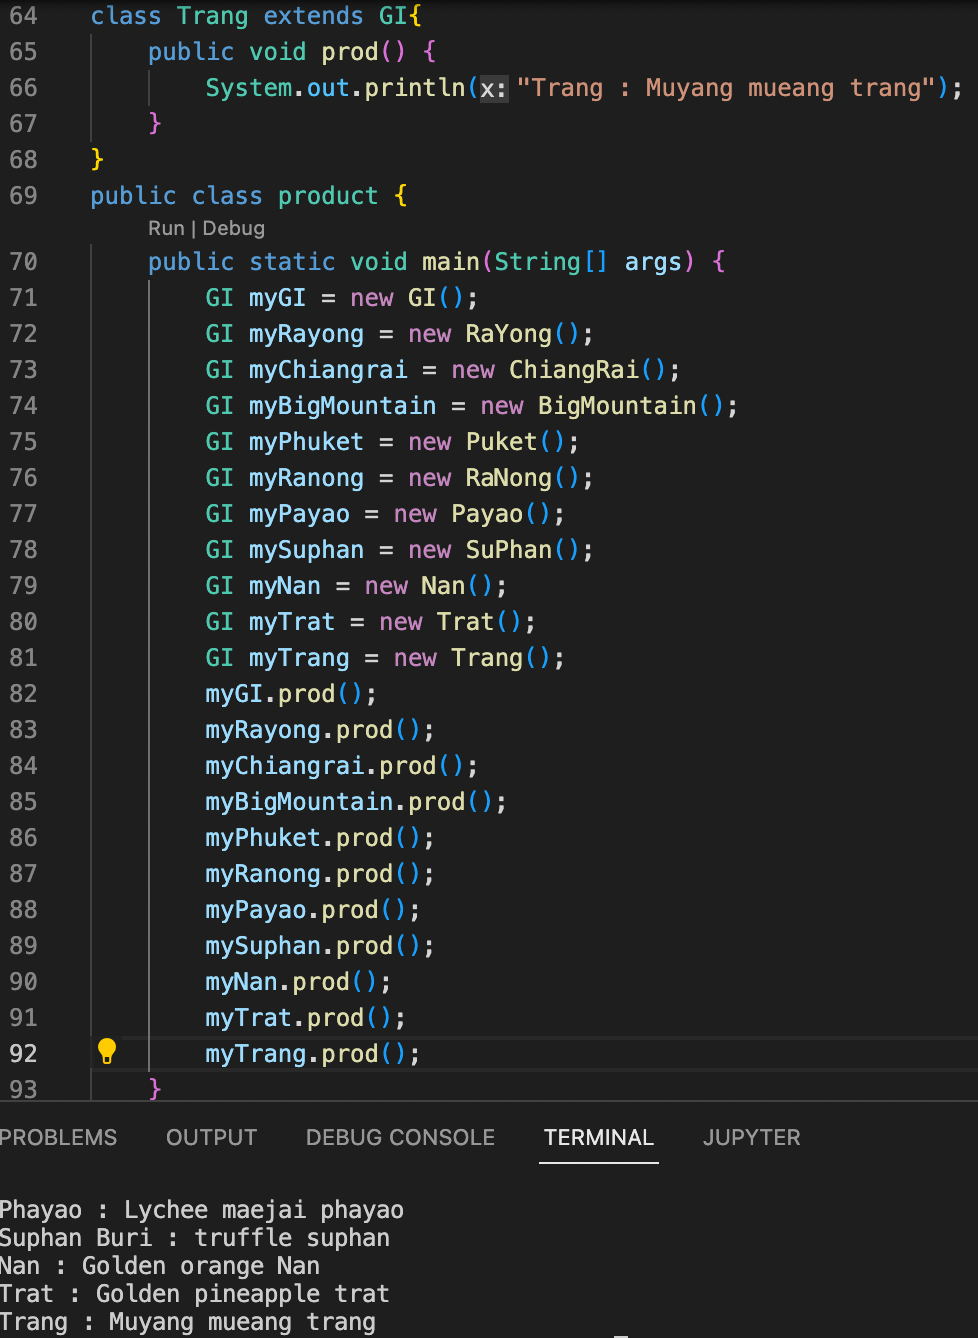 64 class Trang extends GI{
65 public void prod() {
66 System.out.println(x: "Trang : Muyang mueang trang");
67 }
68 }
69 public class product {
Run | Debug
70 public static void main(String[] args) {
71 GI myGI = new GI();
72 GI myRayong = new RaYong();
73 GI myChiangrai = new ChiangRai();
74 GI myBigMountain = new BigMountain();
75 GI myPhuket = new Puket();
76 GI myRanong = new RaNong();
77 GI myPayao = new Payao();
78 GI mySuphan = new SuPhan();
79 GI myNan = new Nan();
80 GI myTrat = new Trat();
81 GI myTrang = new Trang();
82 myGI.prod();
83 myRayong.prod();
84 myChiangrai.prod();
85 myBigMountain.prod();
86 myPhuket.prod();
87 myRanong.prod();
88 myPayao.prod();
89 mySuphan.prod();
90 myNan.prod();
91 myTrat.prod();
92 myTrang.prod();
93 }
PROBLEMS OUTPUT DEBUG CONSOLE TERMINAL JUPYTER
Phayao : Lychee maejai phayao
Suphan Buri : truffle suphan
Nan : Golden orange Nan
Trat : Golden pineapple trat
Trang : Muyang mueang trang